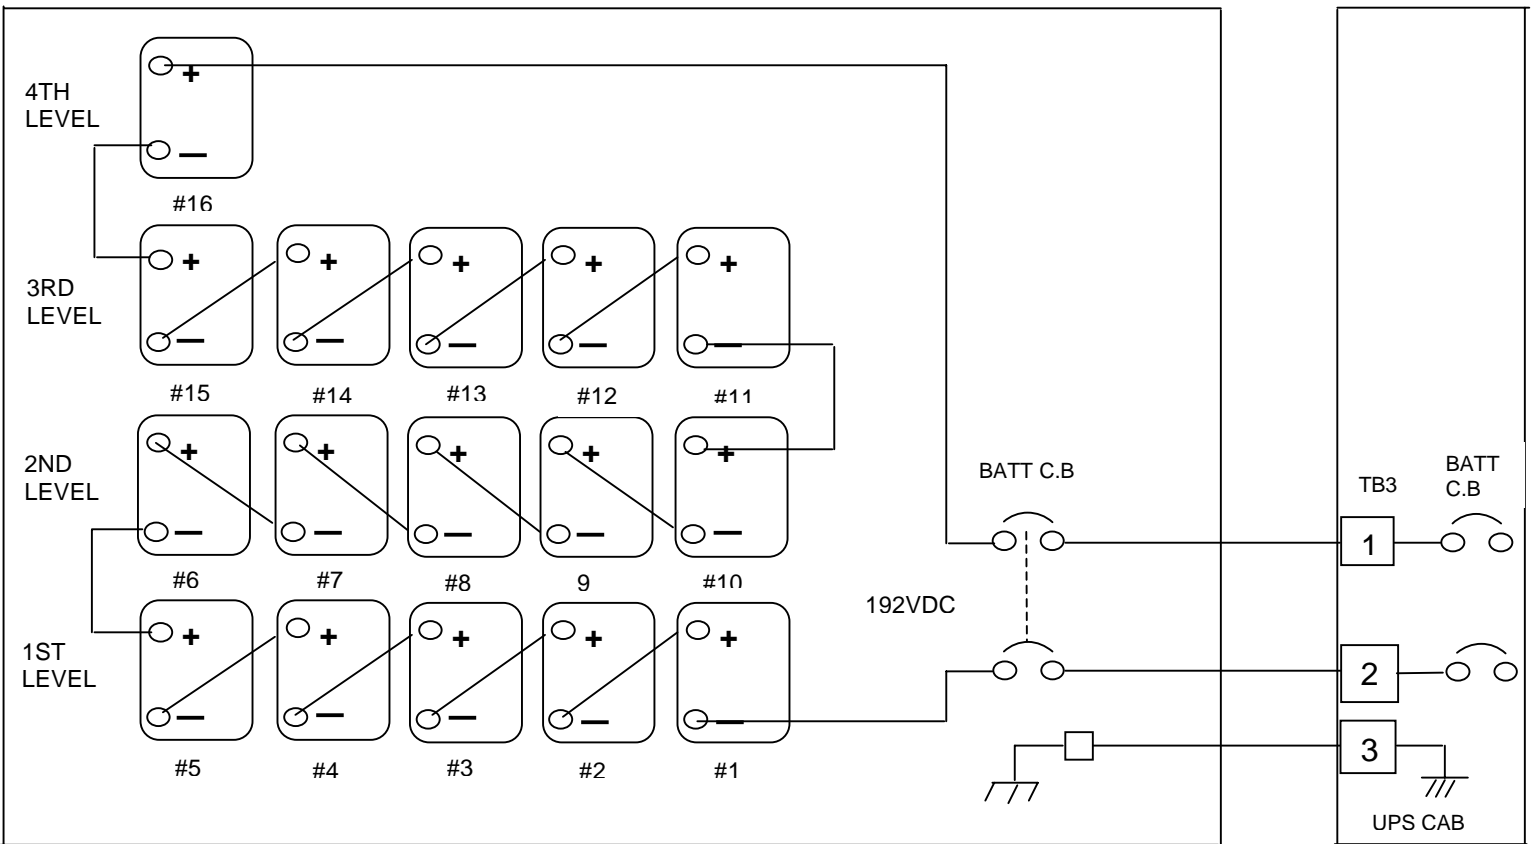 4TH
LEVEL
+
—
#16
3RD
LEVEL
+ + + + +
— — — — —
#15 #14 #13 #12 #11
2ND
LEVEL
+ + + + +
— — — — —
#6 #7 #8 9 #10
1ST
LEVEL
+ + + + +
— — — — —
#5 #4 #3 #2 #1
BATT C.B
192VDC
TB3
BATT
C.B
1
2
3
UPS CAB